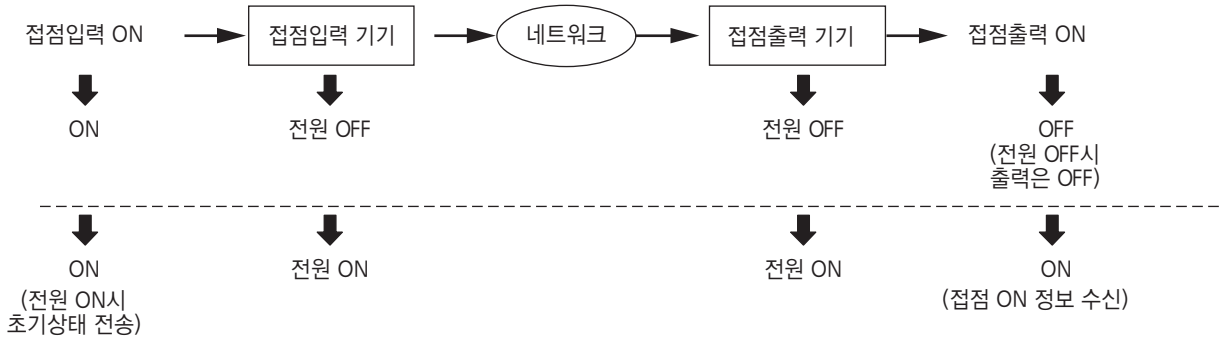 접점입력 ON
접점입력 기기
네트워크
접점출력 기기
접점출력 ON
ON
전원 OFF
전원 OFF
OFF
(전원 OFF시
출력은 OFF)
ON
(전원 ON시
초기상태 전송)
전원 ON
전원 ON
ON
(접점 ON 정보 수신)